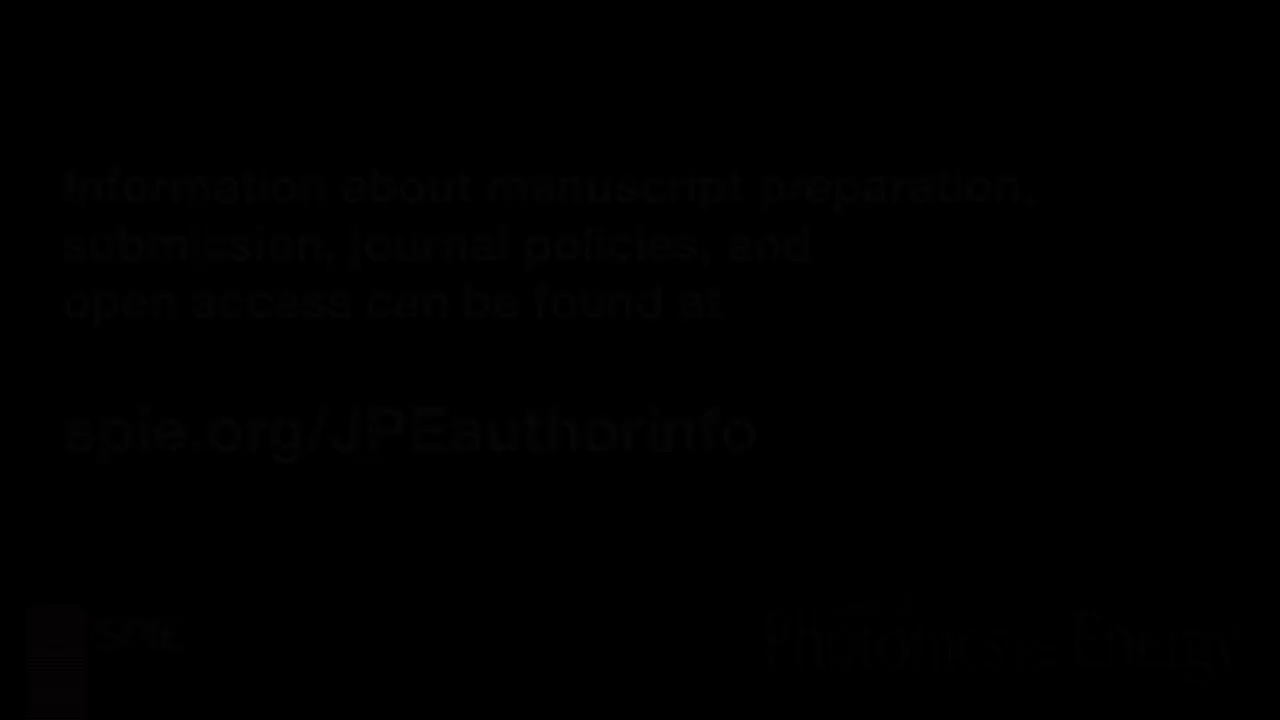 Information about manuscript preparation,
submission, journal policies, and
open access can be found at
spie.org/JPEauthorinfo
SPIE
Photonics Energy